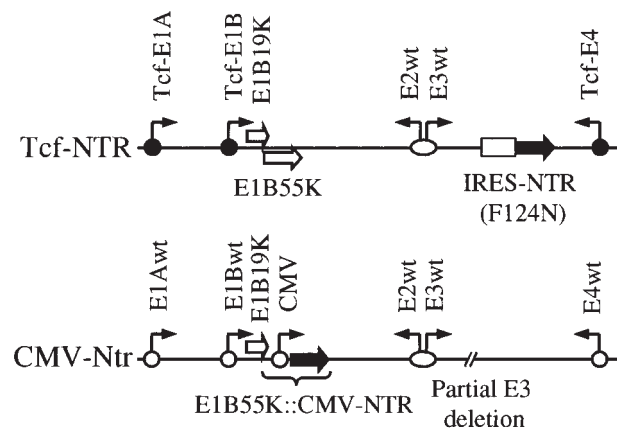 Tcf-E1A
Tcf-E1B
E1B19K
E2wt
E3wt
Tcf-E4
Tcf-NTR
E1B55K
IRES-NTR
(F124N)
E1Awt
E1Bwt
E1B19K
CMV
E2wt
E3wt
E4wt
CMV-Ntr
E1B55K::CMV-NTR
Partial E3
deletion